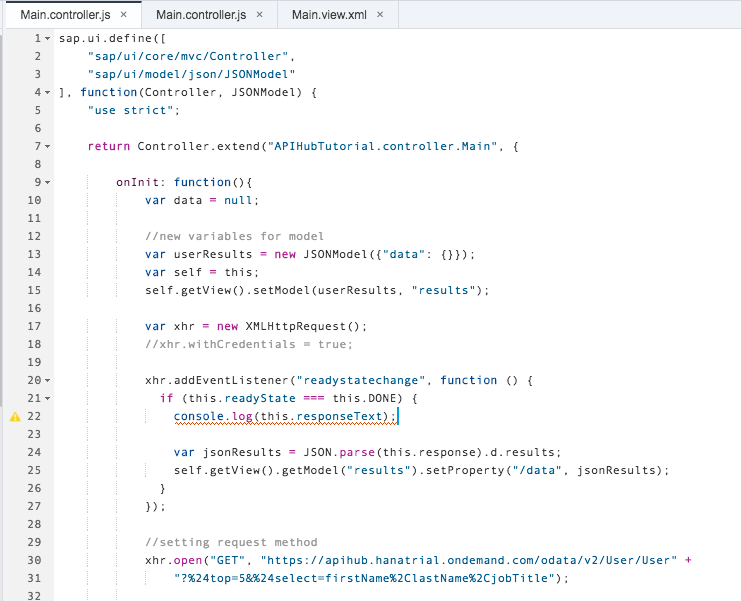 Main.controller.js × Main.controller.js × Main.view.xml ×
1 sap.ui.define([
2 "sap/ui/core/mvc/Controller",
3 "sap/ui/model/json/JSONModel"
4 ], function(Controller, JSONModel) {
5 "use strict";
6
7 return Controller.extend("APIHubTutorial.controller.Main", {
8
9 onInit: function(){
10 var data = null;
11
12 //new variables for model
13 var userResults = new JSONModel({"data": {}});
14 var self = this;
15 self.getView().setModel(userResults, "results");
16
17 var xhr = new XMLHttpRequest();
18 //xhr.withCredentials = true;
19
20 xhr.addEventListener("readystatechange", function () {
21 if (this.readyState === this.DONE) {
22 console.log(this.responseText);
23
24 var jsonResults = JSON.parse(this.response).d.results;
25 self.getView().getModel("results").setProperty("/data", jsonResults);
26 }
27 });
28
29 //setting request method
30 xhr.open("GET", "https://apihub.hanatrial.ondemand.com/odata/v2/User/User" +
31 "?%24top=5&%24select=firstName%2ClastName%2CjobTitle");
32